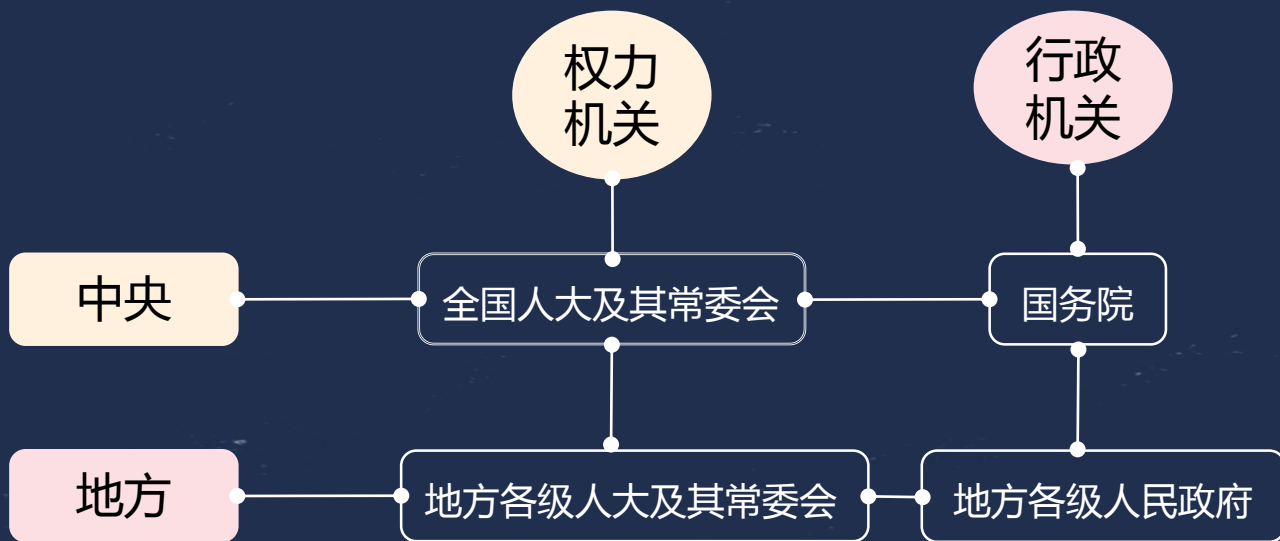 权力
机关
行政
机关
中央
全国人大及其常委会
国务院
地方
地方各级人大及其常委会
地方各级人民政府